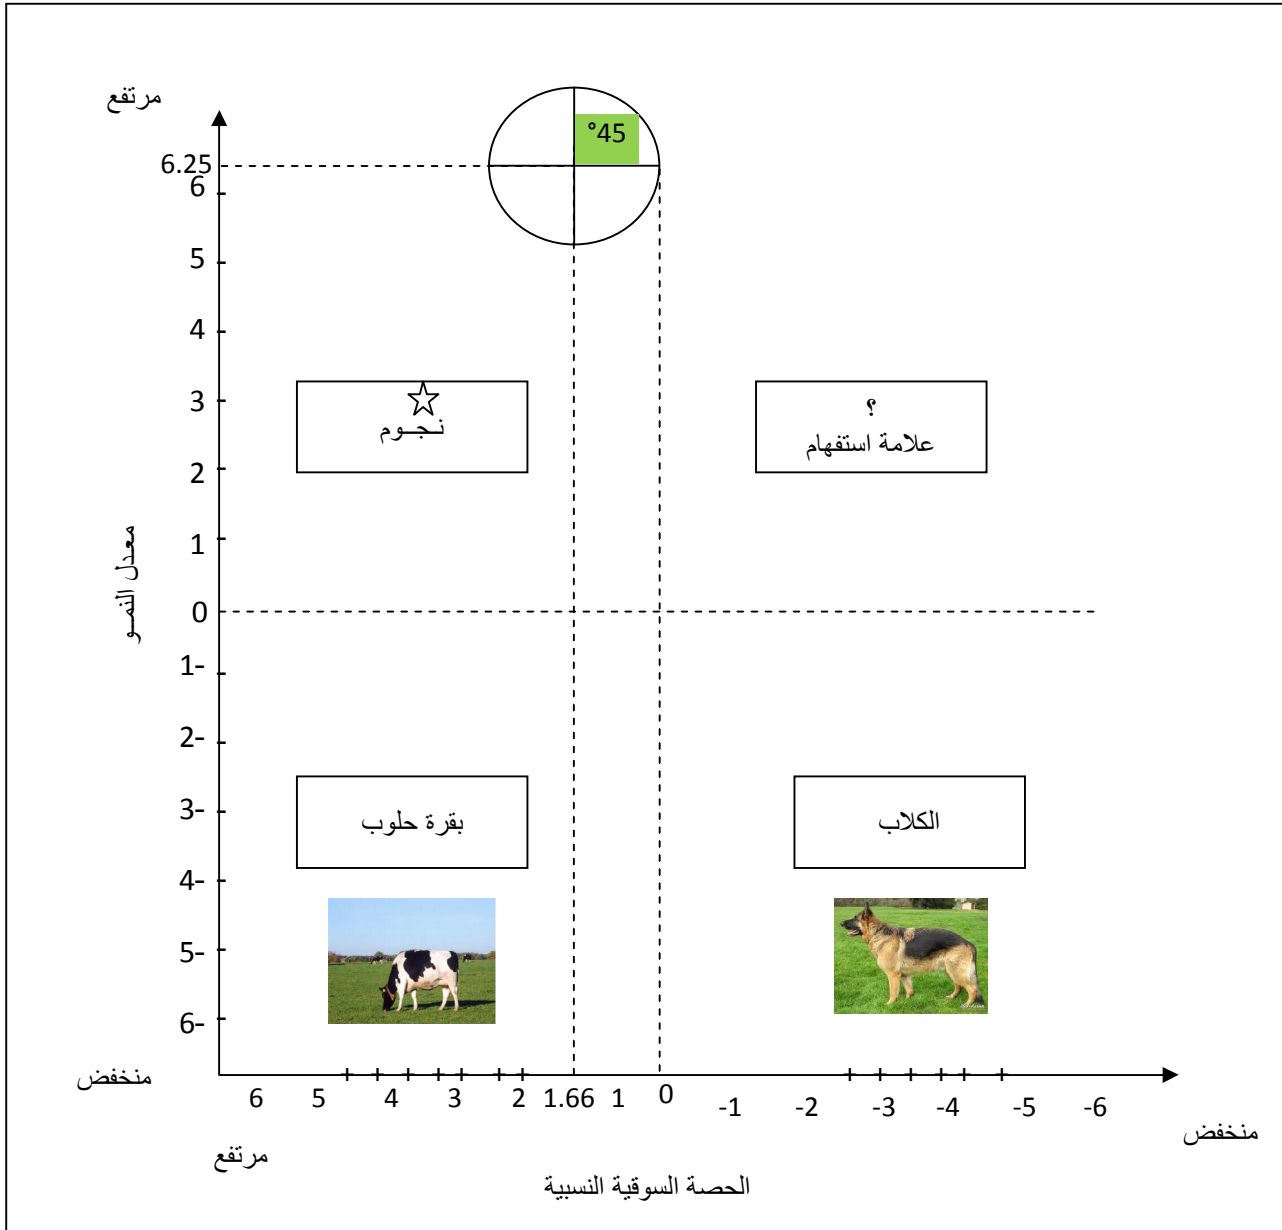 مرتفع
°45
6.25
6
5
4
3
نـجــوم
؟
علامة استفهام
2
1
معدل النمـو
0
1-
2-
3-
بقرة حلوب
الكلاب
4-
5-
6-
منخفض
6 5 4 3 2 1.66 1 0 -1 -2 -3 -4 -5 -6
منخفض
مرتفع
الحصة السوقية النسبية